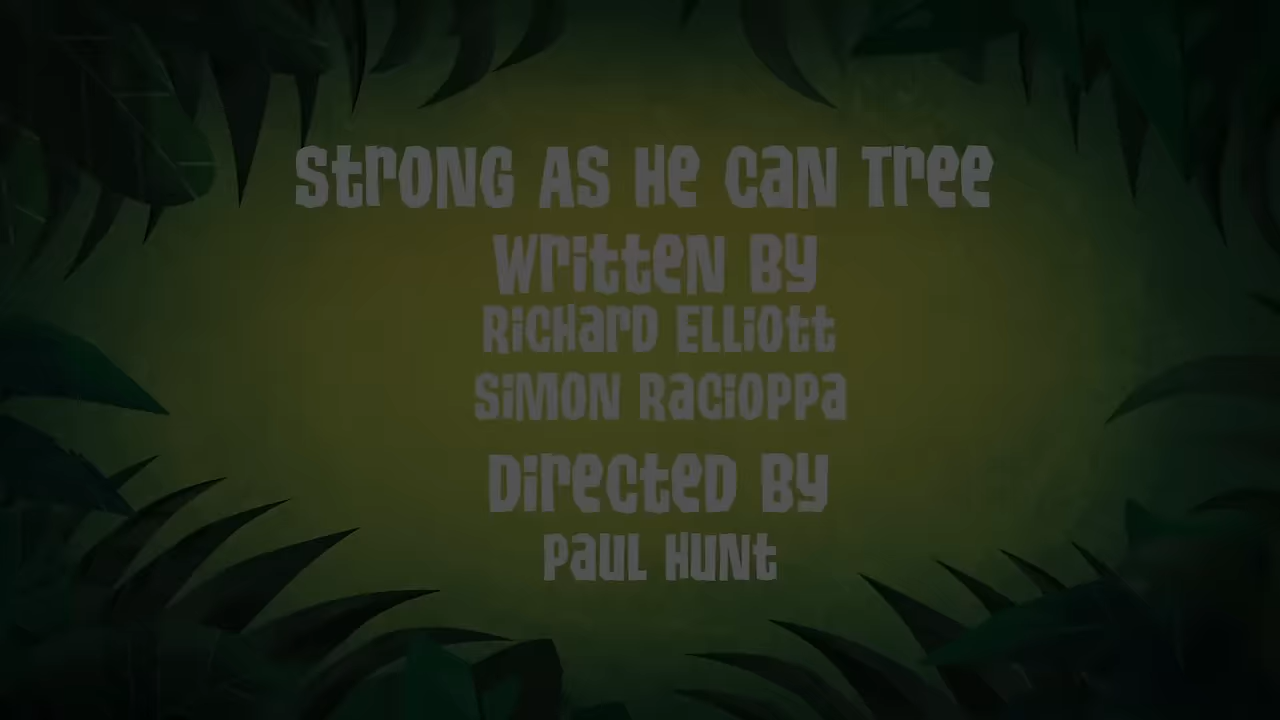 Strong As He Can Tree
Written By
Richard Elliott
Simon Racioppa
Directed By
Paul Hunt